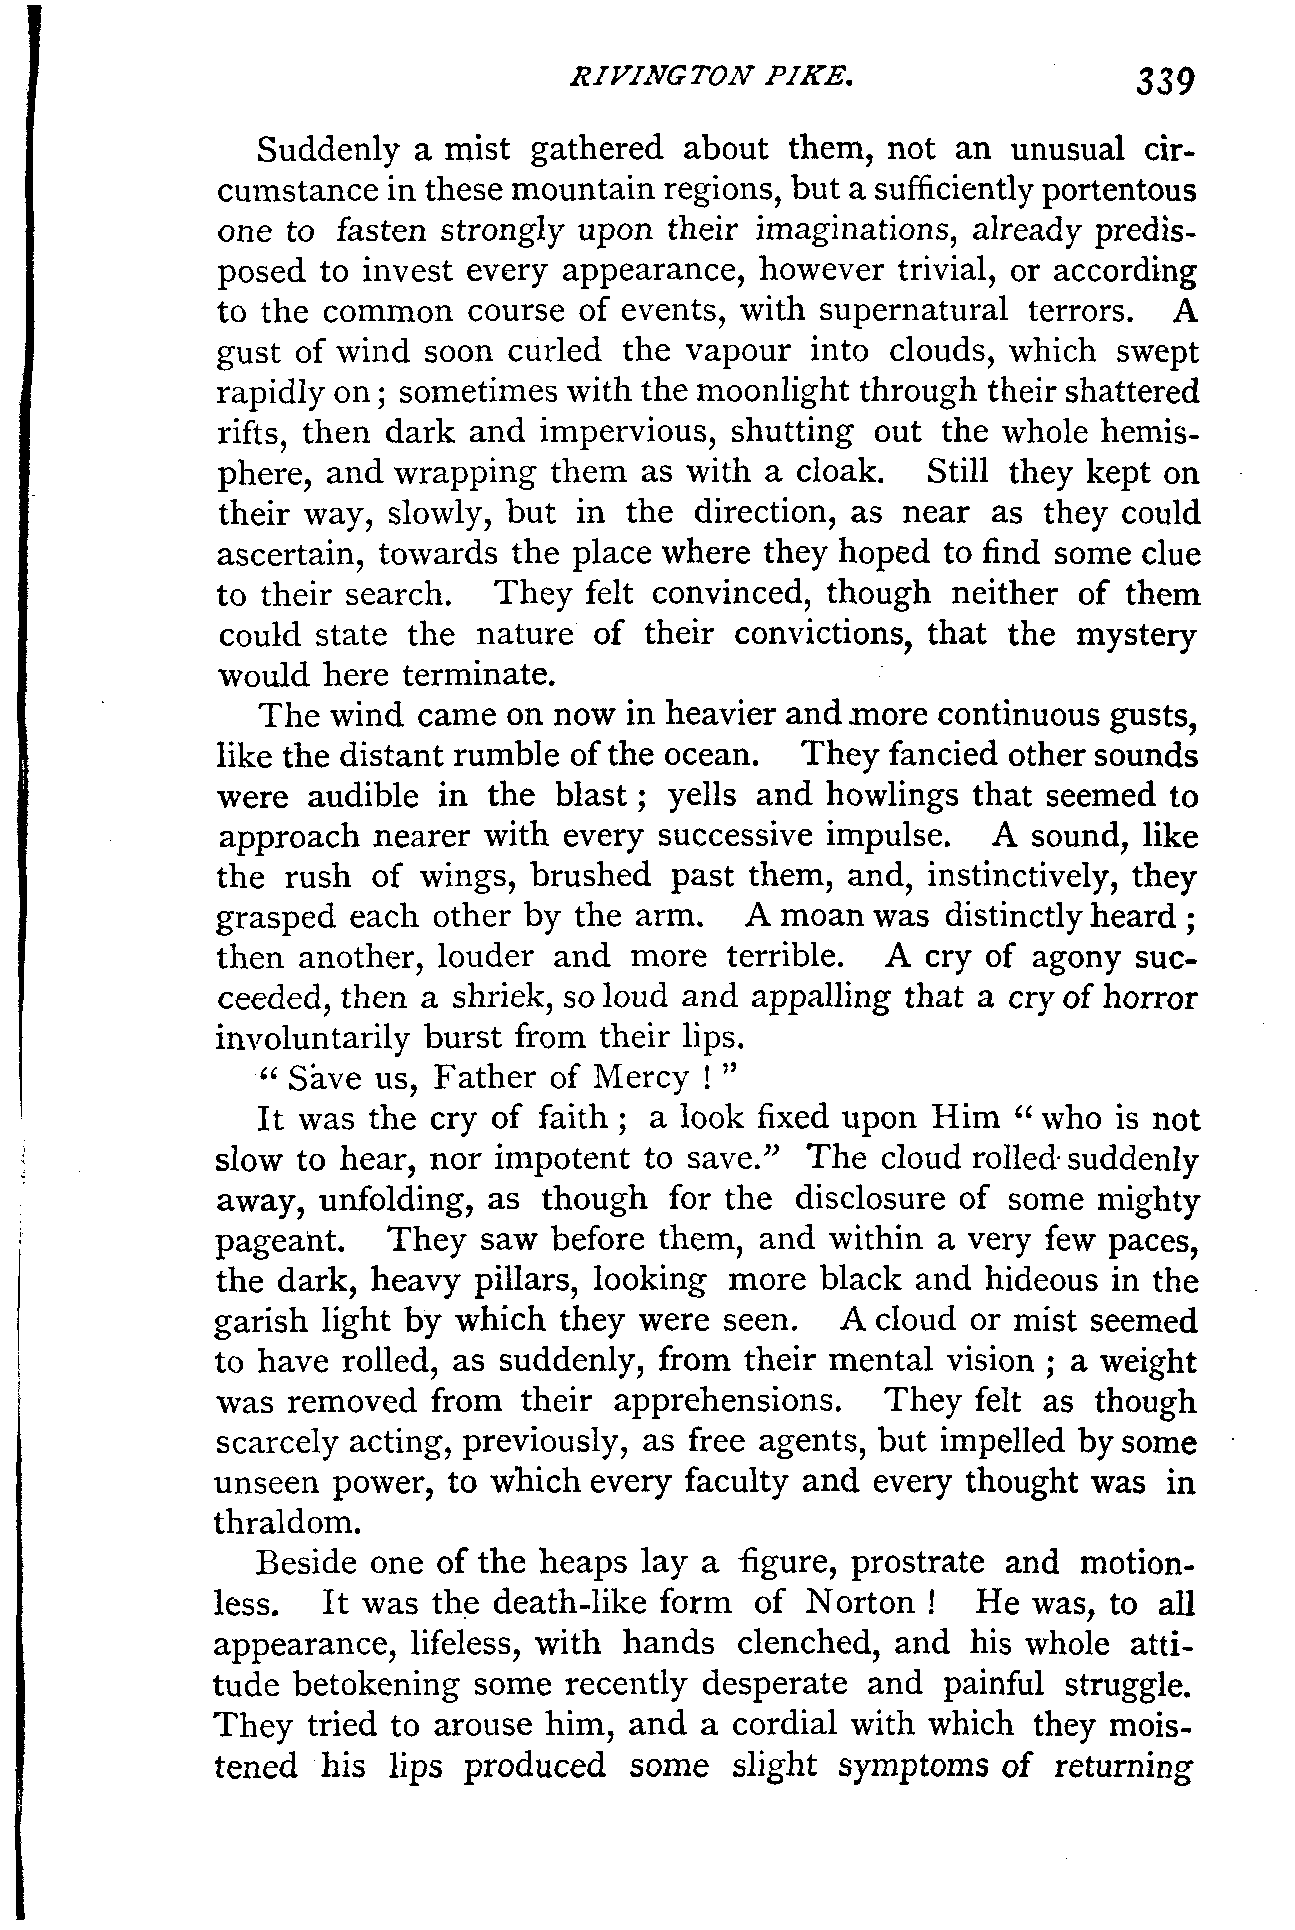 RIVINGTON PIKE. 339
Suddenly a mist gathered about them, not an unusual cir-
cumstance in these mountain regions, but a sufficiently portentous
one to fasten strongly upon their imaginations, already predis-
posed to invest every appearance, however trivial, or according
to the common course of events, with supernatural terrors. A
gust of wind soon curled the vapour into clouds, which swept
rapidly on; sometimes with the moonlight through their shattered
rifts, then dark and impervious, shutting out the whole hemis-
phere, and wrapping them as with a cloak. Still they kept on
their way, slowly, but in the direction, as near as they could
ascertain, towards the place where they hoped to find some clue
to their search. They felt convinced, though neither of them
could state the nature of their convictions, that the mystery
would here terminate.
The wind came on now in heavier and more continuous gusts,
like the distant rumble of the ocean. They fancied other sounds
were audible in the blast; yells and howlings that seemed to
approach nearer with every successive impulse. A sound, like
the rush of wings, brushed past them, and, instinctively, they
grasped each other by the arm. A moan was distinctly heard;
then another, louder and more terrible. A cry of agony suc-
ceeded, then a shriek, so loud and appalling that a cry of horror
involuntarily burst from their lips.
“Save us, Father of Mercy!”
It was the cry of faith; a look fixed upon Him “who is not
slow to hear, nor impotent to save.” The cloud rolled suddenly
away, unfolding, as though for the disclosure of some mighty
pageant. They saw before them, and within a very few paces,
the dark, heavy pillars, looking more black and hideous in the
garish light by which they were seen. A cloud or mist seemed
to have rolled, as suddenly, from their mental vision; a weight
was removed from their apprehensions. They felt as though
scarcely acting, previously, as free agents, but impelled by some
unseen power, to which every faculty and every thought was in
thraldom.
Beside one of the heaps lay a figure, prostrate and motion-
less. It was the death-like form of Norton! He was, to all
appearance, lifeless, with hands clenched, and his whole atti-
tude betokening some recently desperate and painful struggle.
They tried to arouse him, and a cordial with which they mois-
tened his lips produced some slight symptoms of returning